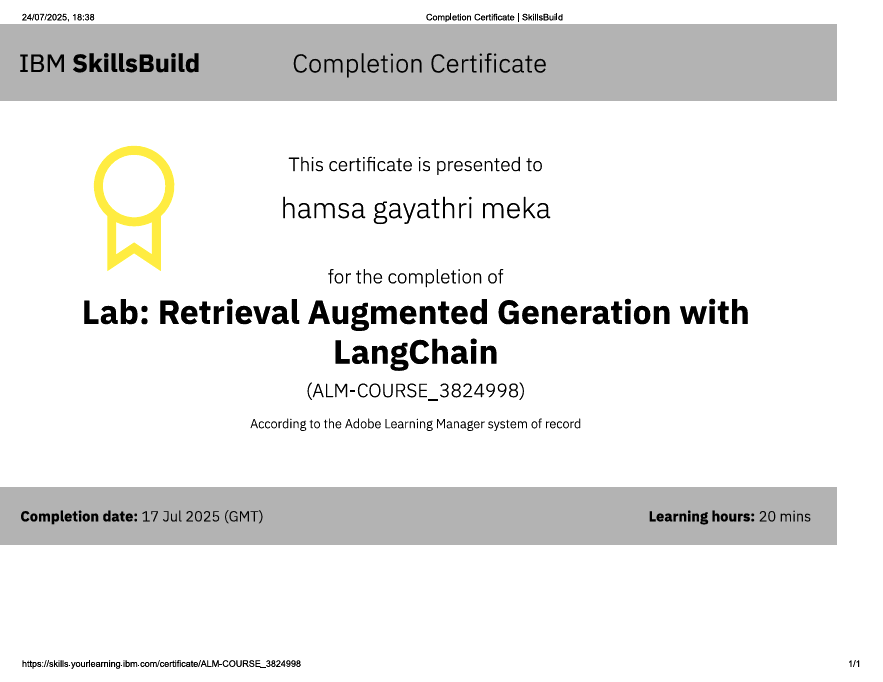 24/07/2025, 18:38
Completion Certificate | SkillsBuild
IBM SkillsBuild
Completion Certificate
This certificate is presented to
hamsa gayathri meka
for the completion of
Lab: Retrieval Augmented Generation with
LangChain
(ALM-COURSE_3824998)
According to the Adobe Learning Manager system of record
Completion date: 17 Jul 2025 (GMT)
Learning hours: 20 mins
https://skills.yourlearning.ibm.com/certificate/ALM-COURSE_3824998
1/1